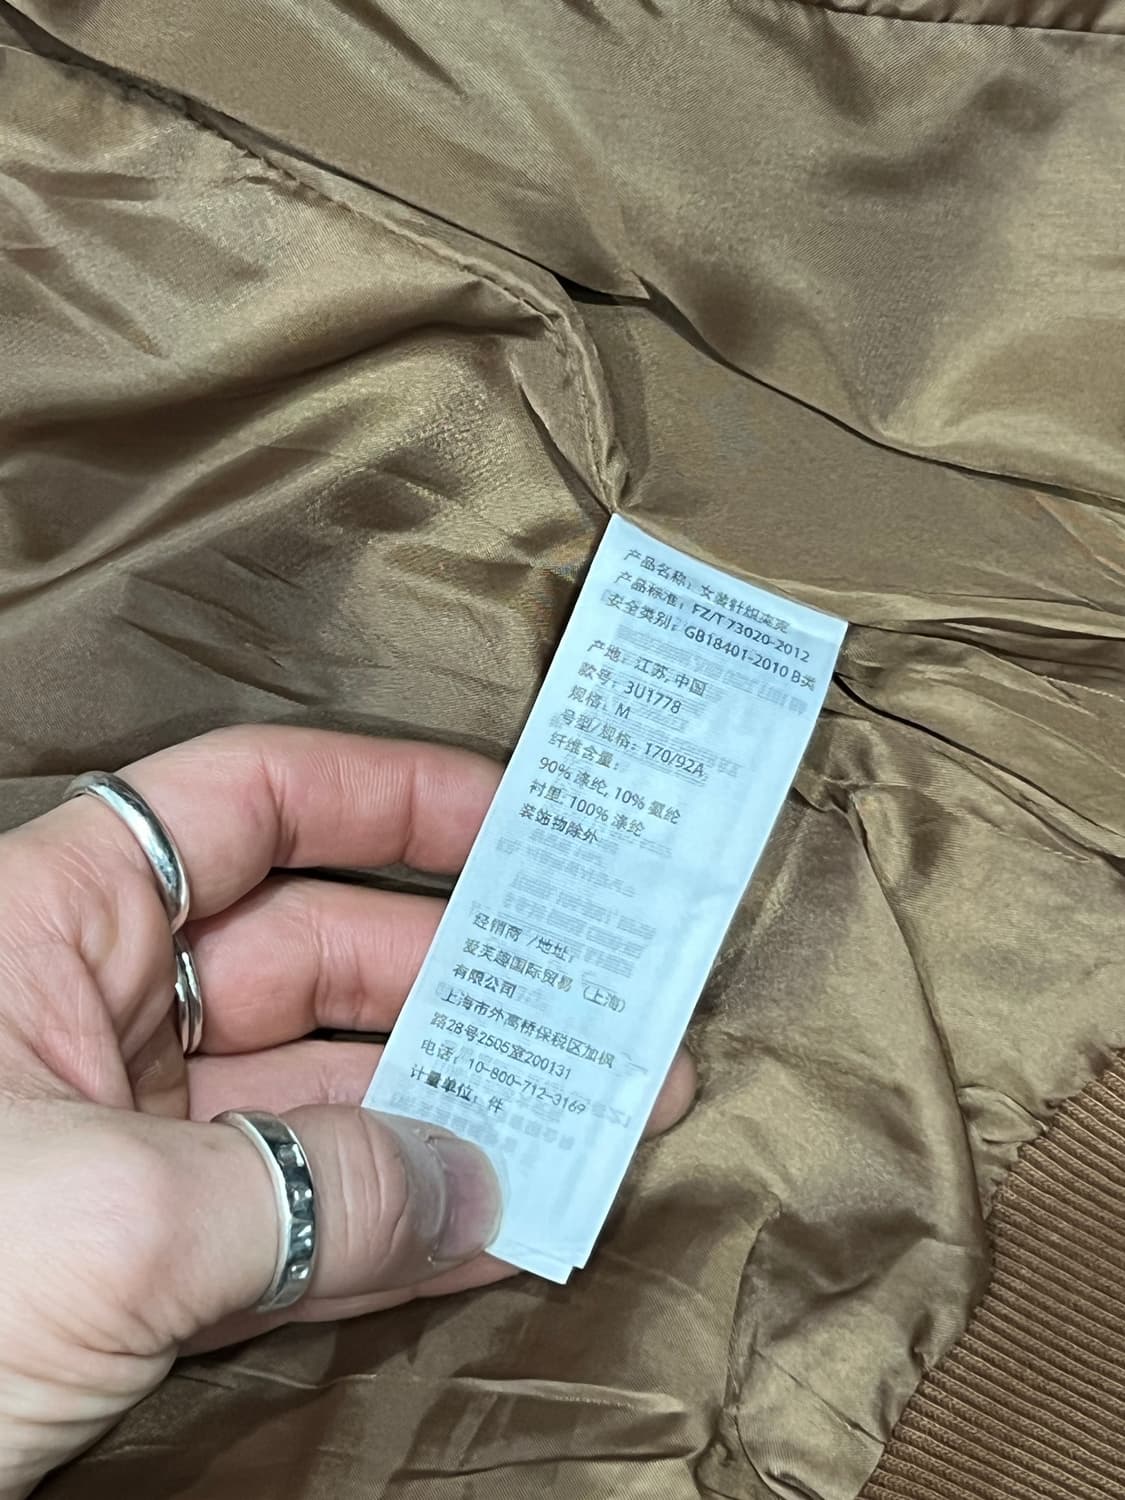 产品名称: 女装针织夹克
产品标准: FZ/T 73020-2012
安全类别: GB18401-2010 B类
产地: 江苏, 中国
款号: 3U1778
规格: M
号型/规格: 170/92A
纤维含量:
90% 涤纶, 10% 氨纶
衬里: 100% 涤纶
装饰物除外
经销商 /地址:
爱芙趣国际贸易 (上海)
有限公司
上海市外高桥保税区加枫
路28号2505室200131
电话: 10-800-712-3169
计量单位: 件